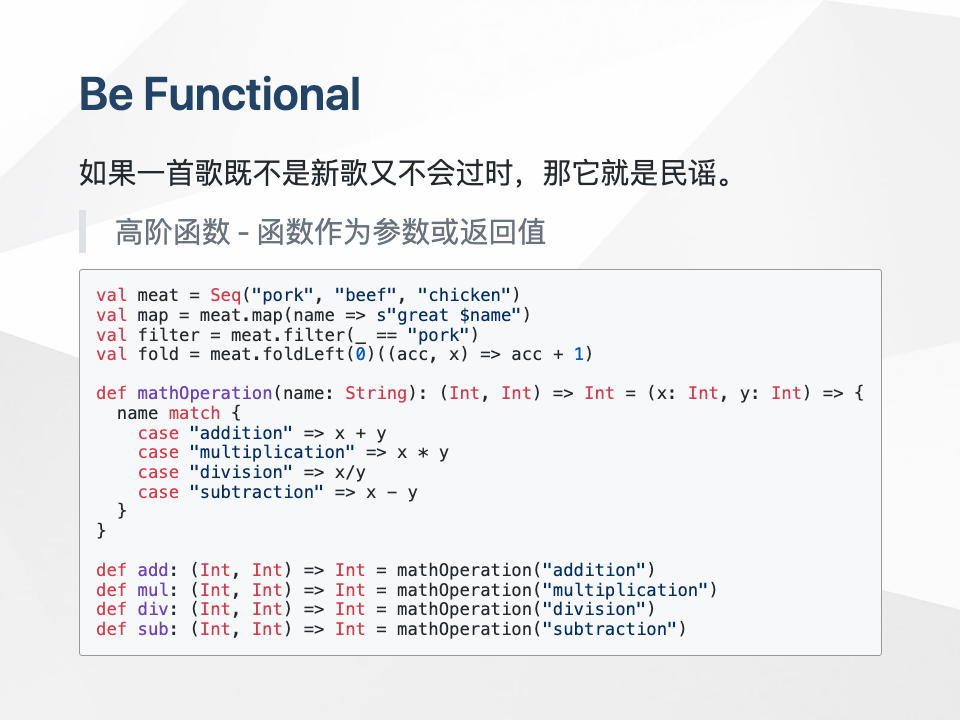 Be Functional
如果一首歌既不是新歌又不会过时，那它就是民谣。
高阶函数 - 函数作为参数或返回值
val meat = Seq("pork", "beef", "chicken")
val map = meat.map(name => s"great $name")
val filter = meat.filter(_ == "pork")
val fold = meat.foldLeft(0)((acc, x) => acc + 1)

def mathOperation(name: String): (Int, Int) => Int = (x: Int, y: Int) => {
  name match {
    case "addition" => x + y
    case "multiplication" => x * y
    case "division" => x/y
    case "subtraction" => x - y
  }
}

def add: (Int, Int) => Int = mathOperation("addition")
def mul: (Int, Int) => Int = mathOperation("multiplication")
def div: (Int, Int) => Int = mathOperation("division")
def sub: (Int, Int) => Int = mathOperation("subtraction")